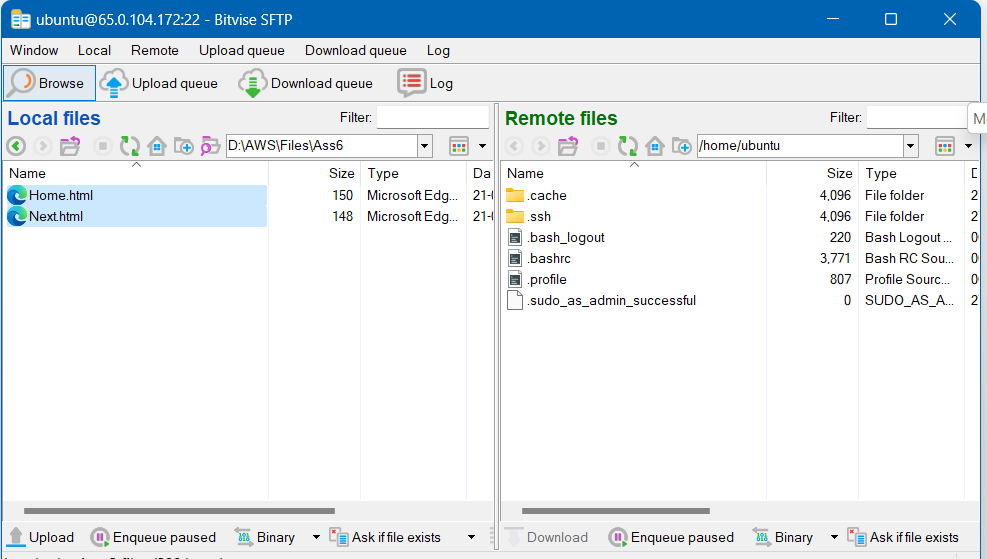 ubuntu@65.0.104.172:22 - Bitvise SFTP
Window Local Remote Upload queue Download queue Log
Browse Upload queue Download queue Log
Local files Filter:
D:\AWS\Files\Ass6
Name Size Type Da
Home.html 150 Microsoft Edg... 21-0
Next.html 148 Microsoft Edg... 21-0
Upload Enqueue paused Binary Ask if file exists
Remote files Filter:
/home/ubuntu
Name Size Type D
.cache 4,096 File folder 2
.ssh 4,096 File folder 2
.bash_logout 220 Bash Logout ... 0
.bashrc 3,771 Bash RC Sou... 0
.profile 807 Profile Sourc... 0
.sudo_as_admin_successful 0 SUDO_AS_A... 2
Download Enqueue paused Binary Ask if file exists